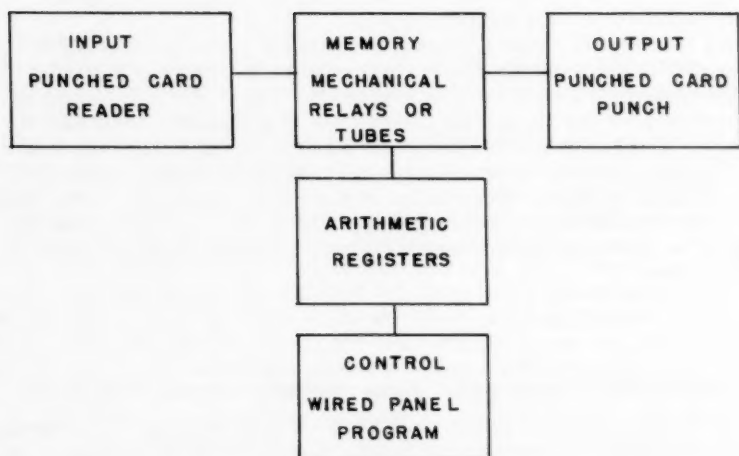 INPUT
PUNCHED CARD
READER
MEMORY
MECHANICAL
RELAYS OR
TUBES
OUTPUT
PUNCHED CARD
PUNCH
ARITHMETIC
REGISTERS
CONTROL
WIRED PANEL
PROGRAM